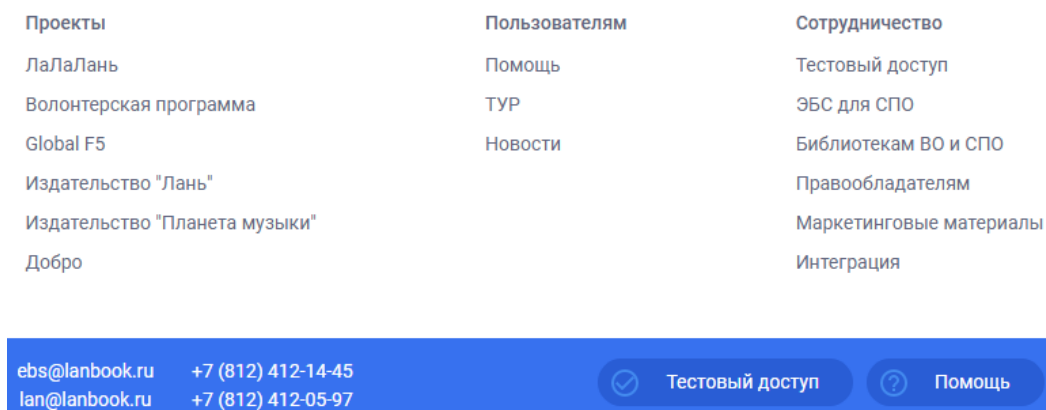 Проекты
ЛаЛаЛань
Волонтерская программа
Global F5
Издательство "Лань"
Издательство "Планета музыки"
Добро
Пользователям
Помощь
ТУР
Новости
Сотрудничество
Тестовый доступ
ЭБС для СПО
Библиотекам ВО и СПО
Правообладателям
Маркетинговые материалы
Интеграция
ebs@lanbook.ru +7 (812) 412-14-45
lan@lanbook.ru +7 (812) 412-05-97
Тестовый доступ
Помощь